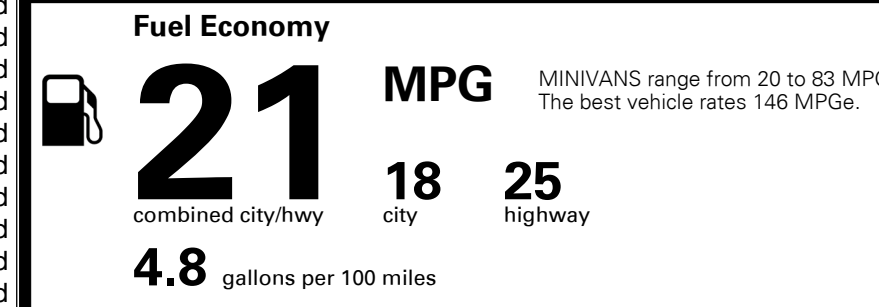 Fuel Economy
21
MPG
MINIVANS range from 20 to 83 MPG
The best vehicle rates 146 MPGe.
18 25
combined city/hwy city highway
4.8 gallons per 100 miles